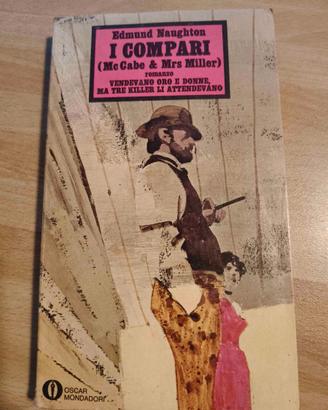 Edmund Naughton
I COMPARI
(Mc Cabe & Mrs Miller)
romanzo
VENDEVANO ORO E DONNE,
MA TRE KILLER LI ATTENDEVANO
OSCAR
MONDADORI